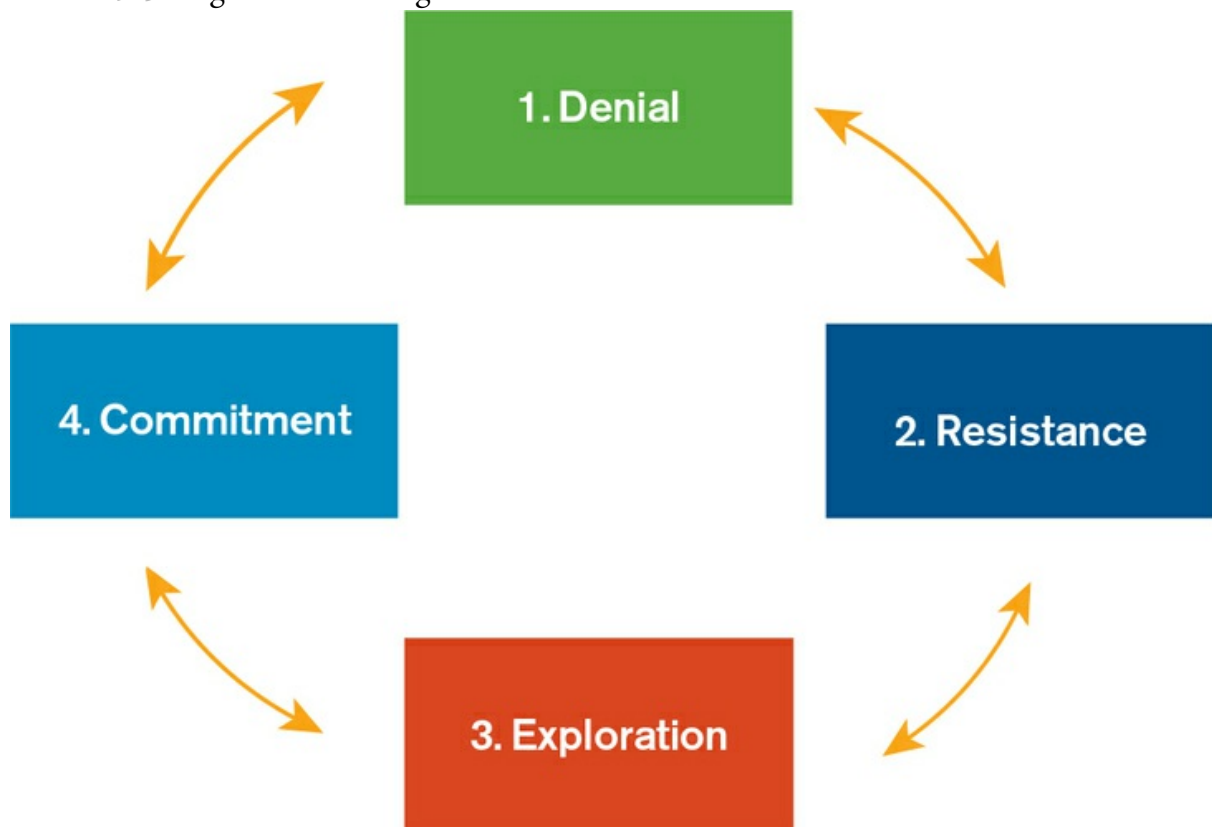 1. Denial
4. Commitment
2. Resistance
3. Exploration